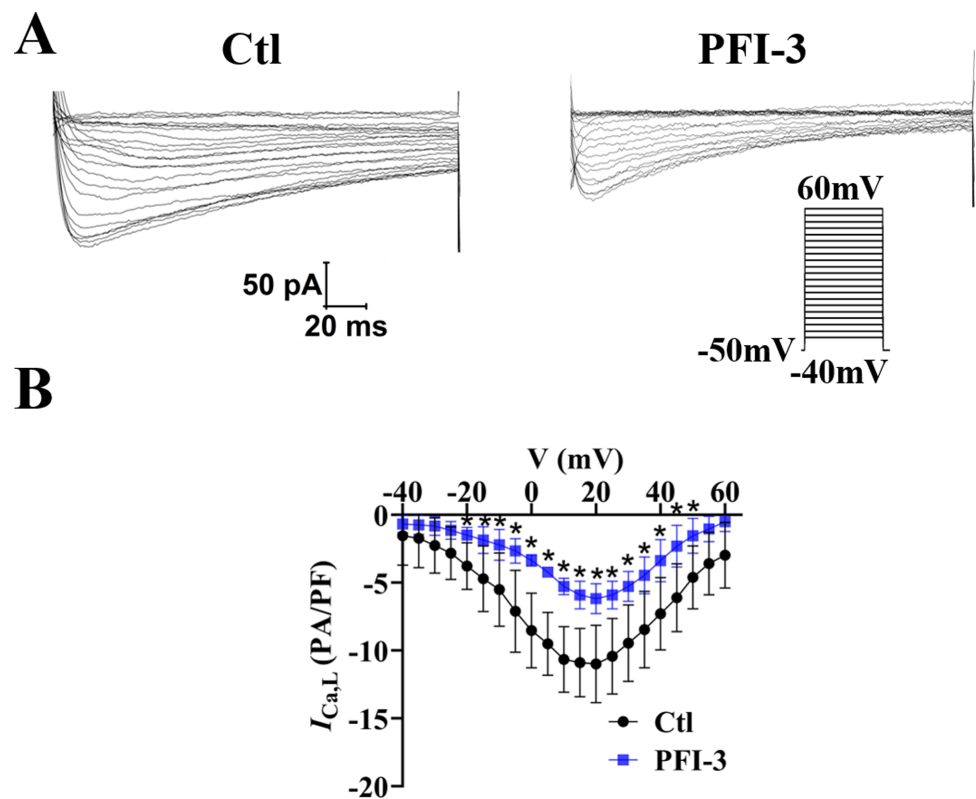 A
Ctl
PFI-3
60mV
50 pA
20 ms
-50mV
-40mV
B
V (mV)
-40 -20 0 20 40 60
0
* * * * * * * * * * * * * * *
-5
-10
-15
-20
ICa,L (PA/PF)
Ctl
PFI-3